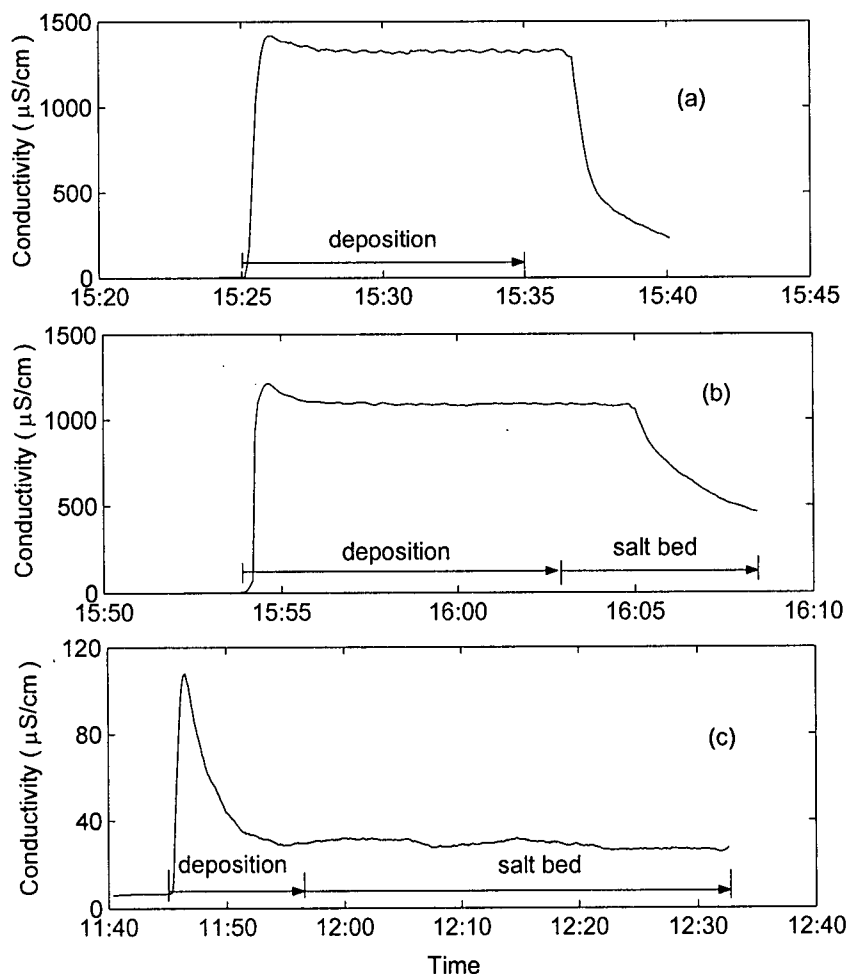 1500
1000
500
0
Conductivity ( μS/cm )
(a)
deposition
15:20 15:25 15:30 15:35 15:40 15:45
1500
1000
500
0
Conductivity ( μS/cm )
(b)
deposition salt bed
15:50 15:55 16:00 16:05 16:10
120
80
40
0
Conductivity ( μS/cm )
(c)
deposition salt bed
11:40 11:50 12:00 12:10 12:20 12:30 12:40
Time